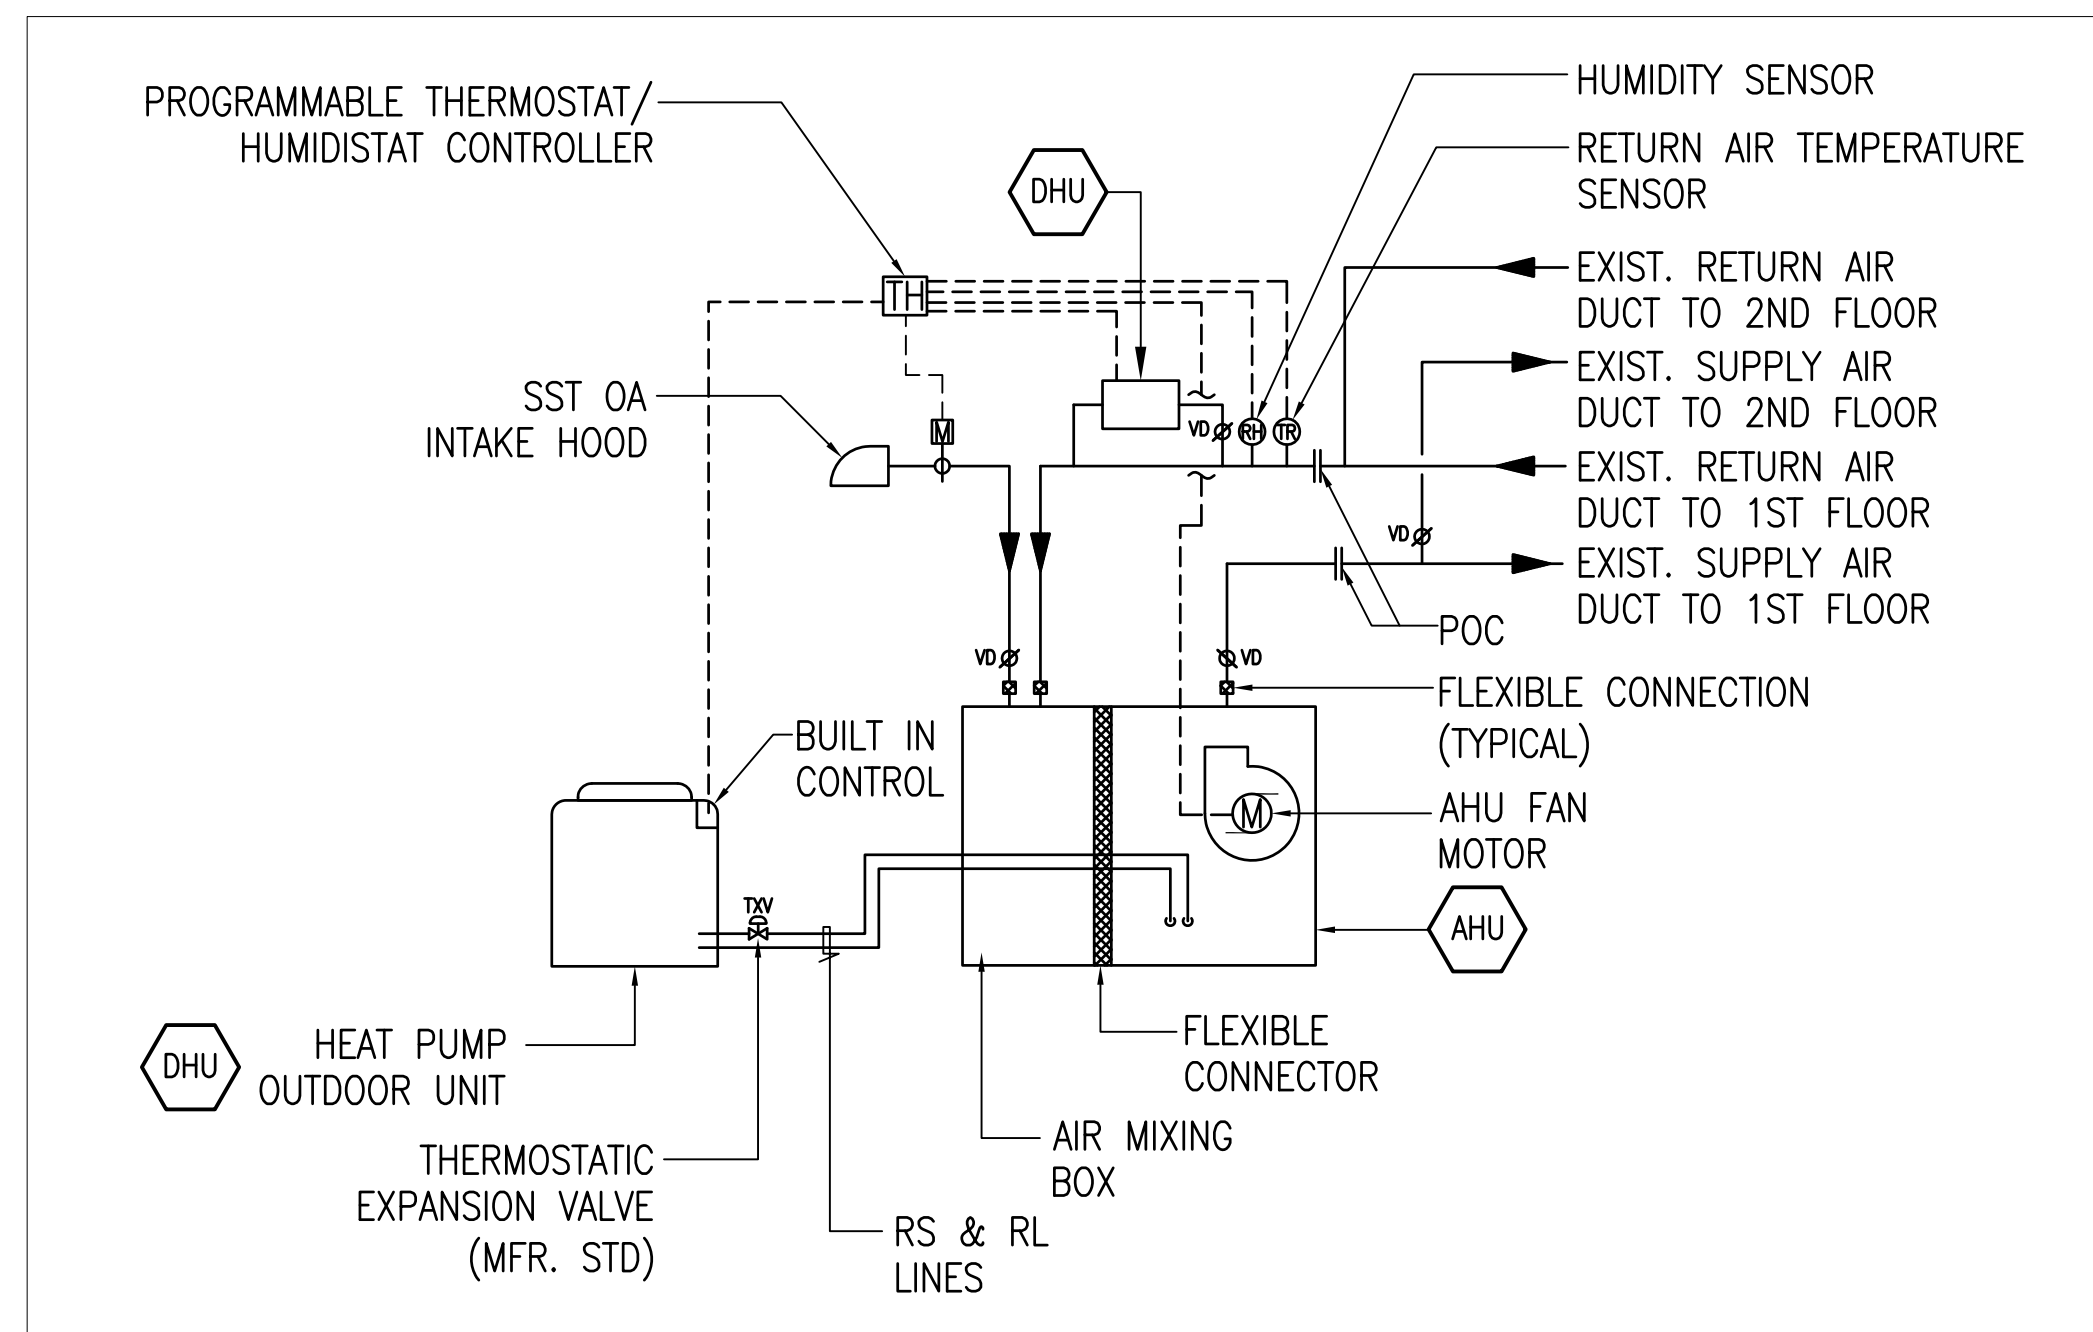 PROGRAMMABLE THERMOSTAT/
HUMIDISTAT CONTROLLER
HUMIDITY SENSOR
RETURN AIR TEMPERATURE
SENSOR
DHU
EXIST. RETURN AIR
DUCT TO 2ND FLOOR
TH
EXIST. SUPPLY AIR
DUCT TO 2ND FLOOR
SST OA
INTAKE HOOD
M
VD
RH
TR
EXIST. RETURN AIR
DUCT TO 1ST FLOOR
VD
EXIST. SUPPLY AIR
DUCT TO 1ST FLOOR
POC
VD
VD
FLEXIBLE CONNECTION
(TYPICAL)
BUILT IN
CONTROL
M
AHU FAN
MOTOR
TXV
AHU
FLEXIBLE
CONNECTOR
DHU
HEAT PUMP
OUTDOOR UNIT
AIR MIXING
BOX
THERMOSTATIC
EXPANSION VALVE
(MFR. STD)
RS & RL
LINES